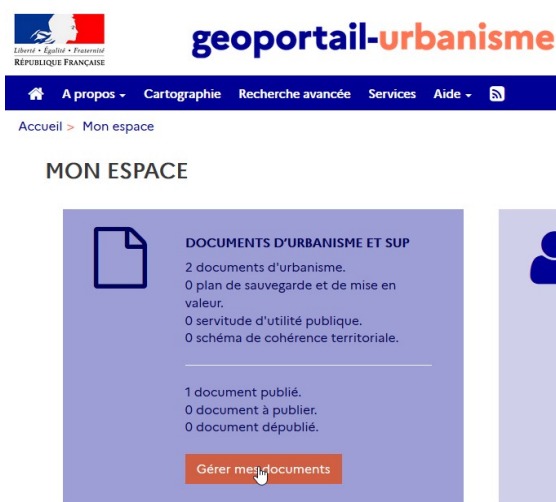 Liberté • Égalité • Fraternité
RÉPUBLIQUE FRANÇAISE
geoportail-urbanisme
A propos
Cartographie
Recherche avancée
Services
Aide
Accueil > Mon espace
MON ESPACE
DOCUMENTS D'URBANISME ET SUP
2 documents d'urbanisme.
0 plan de sauvegarde et de mise en
valeur.
0 servitude d'utilité publique.
0 schéma de cohérence territoriale.
1 document publié.
0 document à publier.
0 document dépublié.
Gérer mes documents